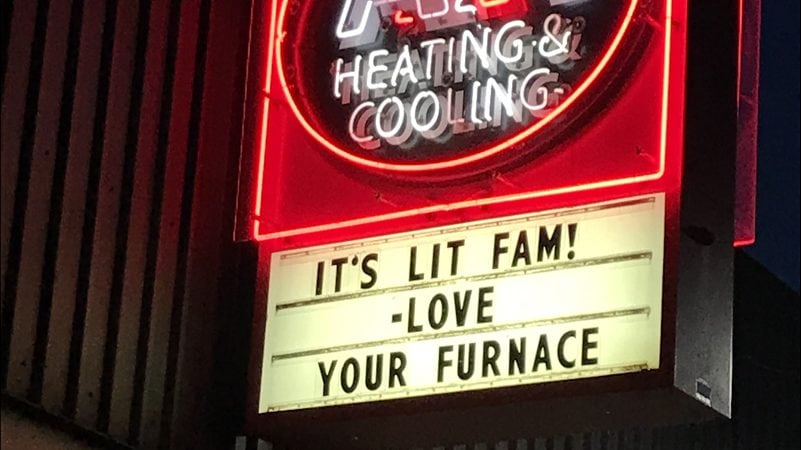 HEATING &
COOLING
IT'S LIT FAM!
-LOVE
YOUR FURNACE